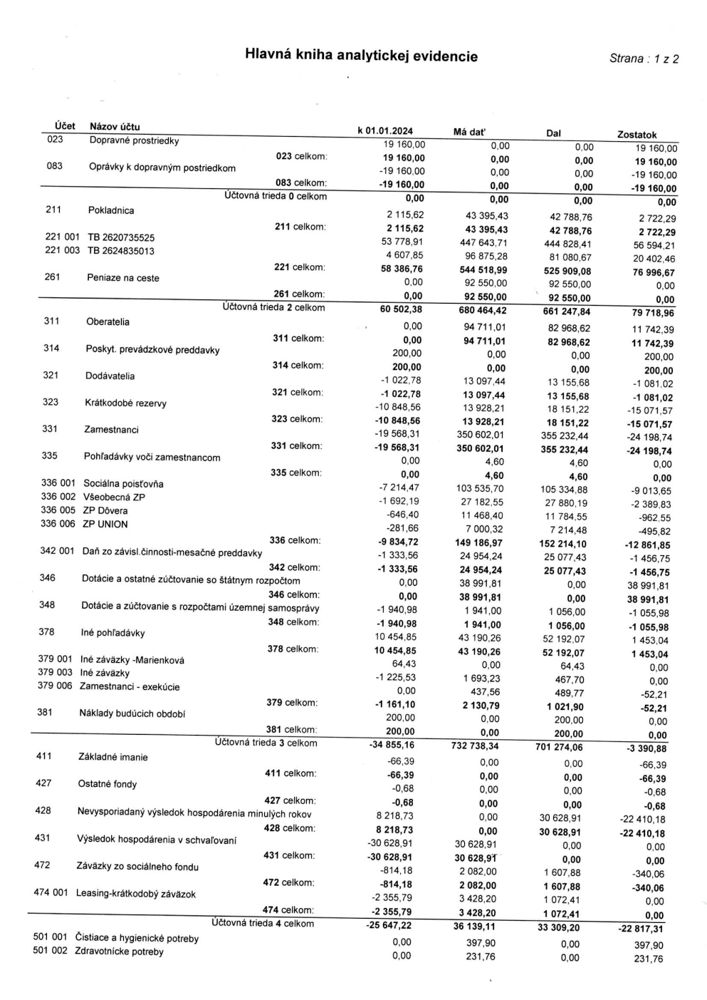 Hlavná kniha analytickej evidencie
Strana : 1 z 2
Účet Názov účtu k 01.01.2024 Má dať Dal Zostatok
023 Dopravné prostriedky 19 160,00 0,00 0,00 19 160,00
023 celkom: 19 160,00 0,00 0,00 19 160,00
083 Oprávky k dopravným postriedkom -19 160,00 0,00 0,00 -19 160,00
083 celkom: -19 160,00 0,00 0,00 -19 160,00
Účtovná trieda 0 celkom 0,00 0,00 0,00 0,00
211 Pokladnica 2 115,62 43 395,43 42 788,76 2 722,29
211 celkom: 2 115,62 43 395,43 42 788,76 2 722,29
221 001 TB 2620735525 53 778,91 447 643,71 444 828,41 56 594,21
221 003 TB 2624835013 4 607,85 96 875,28 81 080,67 20 402,46
221 celkom: 58 386,76 544 518,99 525 909,08 76 996,67
261 Peniaze na ceste 0,00 92 550,00 92 550,00 0,00
261 celkom: 0,00 92 550,00 92 550,00 0,00
Účtovná trieda 2 celkom 60 502,38 680 464,42 661 247,84 79 718,96
311 Oberatelia 0,00 94 711,01 82 968,62 11 742,39
311 celkom: 0,00 94 711,01 82 968,62 11 742,39
314 Poskyt. prevádzkové preddavky 200,00 0,00 0,00 200,00
314 celkom: 200,00 0,00 0,00 200,00
321 Dodávatelia -1 022,78 13 097,44 13 155,68 -1 081,02
321 celkom: -1 022,78 13 097,44 13 155,68 -1 081,02
323 Krátkodobé rezervy -10 848,56 13 928,21 18 151,22 -15 071,57
323 celkom: -10 848,56 13 928,21 18 151,22 -15 071,57
331 Zamestnanci -19 568,31 350 602,01 355 232,44 -24 198,74
331 celkom: -19 568,31 350 602,01 355 232,44 -24 198,74
335 Pohľadávky voči zamestnancom 0,00 4,60 4,60 0,00
335 celkom: 0,00 4,60 4,60 0,00
336 001 Sociálna poisťovňa -7 214,47 103 535,70 105 334,88 -9 013,65
336 002 Všeobecná ZP -1 692,19 27 182,55 27 880,19 -2 389,83
336 005 ZP Dôvera -646,40 11 468,40 11 784,55 -962,55
336 006 ZP UNION -281,66 7 000,32 7 214,48 -495,82
336 celkom: -9 834,72 149 186,97 152 214,10 -12 861,85
342 001 Daň zo závisl.činnosti-mesačné preddavky -1 333,56 24 954,24 25 077,43 -1 456,75
342 celkom: -1 333,56 24 954,24 25 077,43 -1 456,75
346 Dotácie a ostatné zúčtovanie so štátnym rozpočtom 0,00 38 991,81 0,00 38 991,81
346 celkom: 0,00 38 991,81 0,00 38 991,81
348 Dotácie a zúčtovanie s rozpočtami územnej samosprávy -1 940,98 1 941,00 1 056,00 -1 055,98
348 celkom: -1 940,98 1 941,00 1 056,00 -1 055,98
378 Iné pohľadávky 10 454,85 43 190,26 52 192,07 1 453,04
378 celkom: 10 454,85 43 190,26 52 192,07 1 453,04
379 001 Iné záväzky -Marienková 64,43 0,00 64,43 0,00
379 003 Iné záväzky -1 225,53 1 693,23 467,70 0,00
379 006 Zamestnanci - exekúcie 0,00 437,56 489,77 -52,21
379 celkom: -1 161,10 2 130,79 1 021,90 -52,21
381 Náklady budúcich období 200,00 0,00 200,00 0,00
381 celkom: 200,00 0,00 200,00 0,00
Účtovná trieda 3 celkom -34 855,16 732 738,34 701 274,06 -3 390,88
411 Základné imanie -66,39 0,00 0,00 -66,39
411 celkom: -66,39 0,00 0,00 -66,39
427 Ostatné fondy -0,68 0,00 0,00 -0,68
427 celkom: -0,68 0,00 0,00 -0,68
428 Nevysporiadaný výsledok hospodárenia minulých rokov 8 218,73 0,00 30 628,91 -22 410,18
428 celkom: 8 218,73 0,00 30 628,91 -22 410,18
431 Výsledok hospodárenia v schvaľovaní -30 628,91 30 628,91 0,00 0,00
431 celkom: -30 628,91 30 628,91 0,00 0,00
472 Záväzky zo sociálneho fondu -814,18 2 082,00 1 607,88 -340,06
472 celkom: -814,18 2 082,00 1 607,88 -340,06
474 001 Leasing-krátkodobý záväzok -2 355,79 3 428,20 1 072,41 0,00
474 celkom: -2 355,79 3 428,20 1 072,41 0,00
Účtovná trieda 4 celkom -25 647,22 36 139,11 33 309,20 -22 817,31
501 001 Čistiace a hygienické potreby 0,00 397,90 0,00 397,90
501 002 Zdravotnícke potreby 0,00 231,76 0,00 231,76